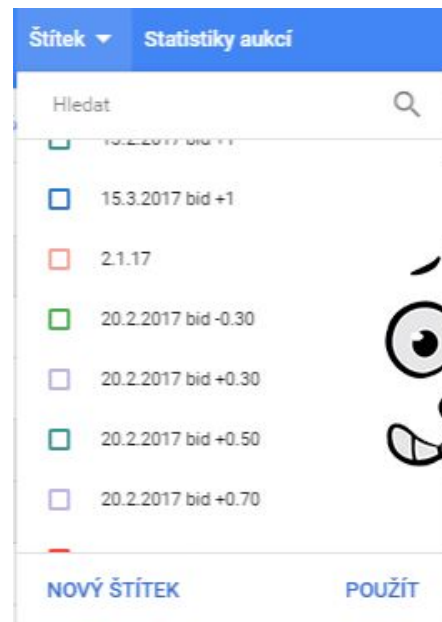 Štítek Statistiky aukcí
Hledat
15.3.2017 bid +1
2.1.17
20.2.2017 bid -0.30
20.2.2017 bid +0.30
20.2.2017 bid +0.50
20.2.2017 bid +0.70
NOVÝ ŠTÍTEK POUŽÍT